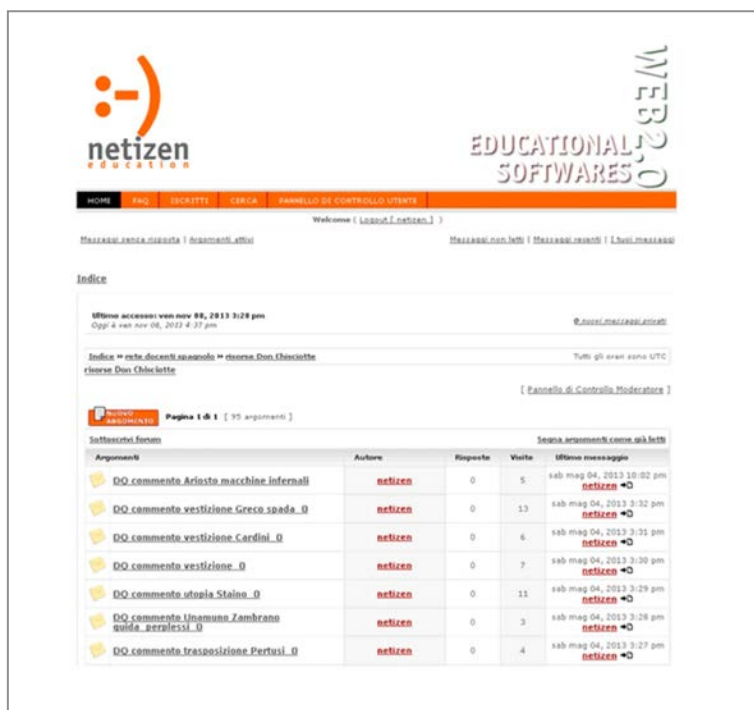 :-)
netizen
education
WEB2.0
EDUCATIONAL
SOFTWARES
HOME FAQ ISCRITTI CERCA PANNELLO DI CONTROLLO UTENTE
Welcome ( Logout [ netizen ] )
Messaggi senza risposta | Argomenti attivi Messaggi non letti | Messaggi recenti | I tuoi messaggi
Indice
Ultimo accesso: ven nov 08, 2013 3:28 pm
Oggi è ven nov 08, 2013 4:37 pm 0 nuovi messaggi privati
Indice » rete docenti spagnolo » risorse Don Chisciotte Tutti gli orari sono UTC
risorse Don Chisciotte
[ Pannello di Controllo Moderatore ]
NUOVO ARGOMENTO Pagina 1 di 1 [ 95 argomenti ]
Sottoscrivi forum Segna argomenti come già letti
Argomenti Autore Risposte Visite Ultimo messaggio
DQ commento Ariosto macchine infernali netizen 0 5 sab mag 04, 2013 10:02 pm
netizen
DQ commento vestizione Greco spada_0 netizen 0 13 sab mag 04, 2013 3:32 pm
netizen
DQ commento vestizione Cardini_0 netizen 0 6 sab mag 04, 2013 3:31 pm
netizen
DQ commento vestizione_0 netizen 0 7 sab mag 04, 2013 3:30 pm
netizen
DQ commento utopia Staino_0 netizen 0 11 sab mag 04, 2013 3:29 pm
netizen
DQ commento Unamuno Zambrano
guida_perplessi_0 netizen 0 3 sab mag 04, 2013 3:28 pm
netizen
DQ commento trasposizione Pertusi_0 netizen 0 4 sab mag 04, 2013 3:27 pm
netizen